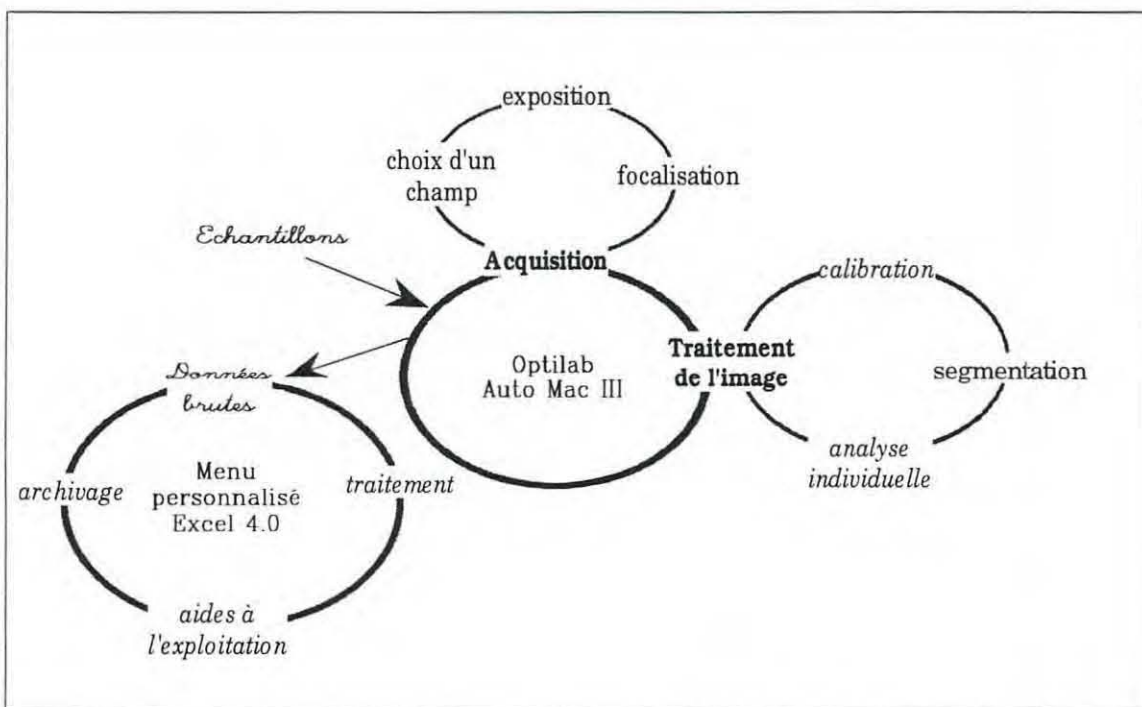 exposition
choix d'un
champ
focalisation
Echantillons
Acquisition
calibration
Optilab
Auto Mac III
Traitement
de l'image
segmentation
Données
brutes
analyse
individuelle
Menu
personnalisé
Excel 4.0
archivage
traitement
aides à
l'exploitation